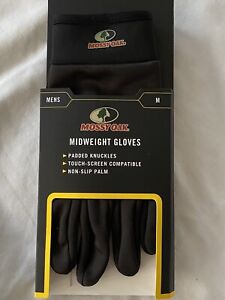 MOSSY OAK
MENS
M
MOSSY OAK
MIDWEIGHT GLOVES
PADDED KNUCKLES
TOUCH-SCREEN COMPATIBLE
NON-SLIP PALM